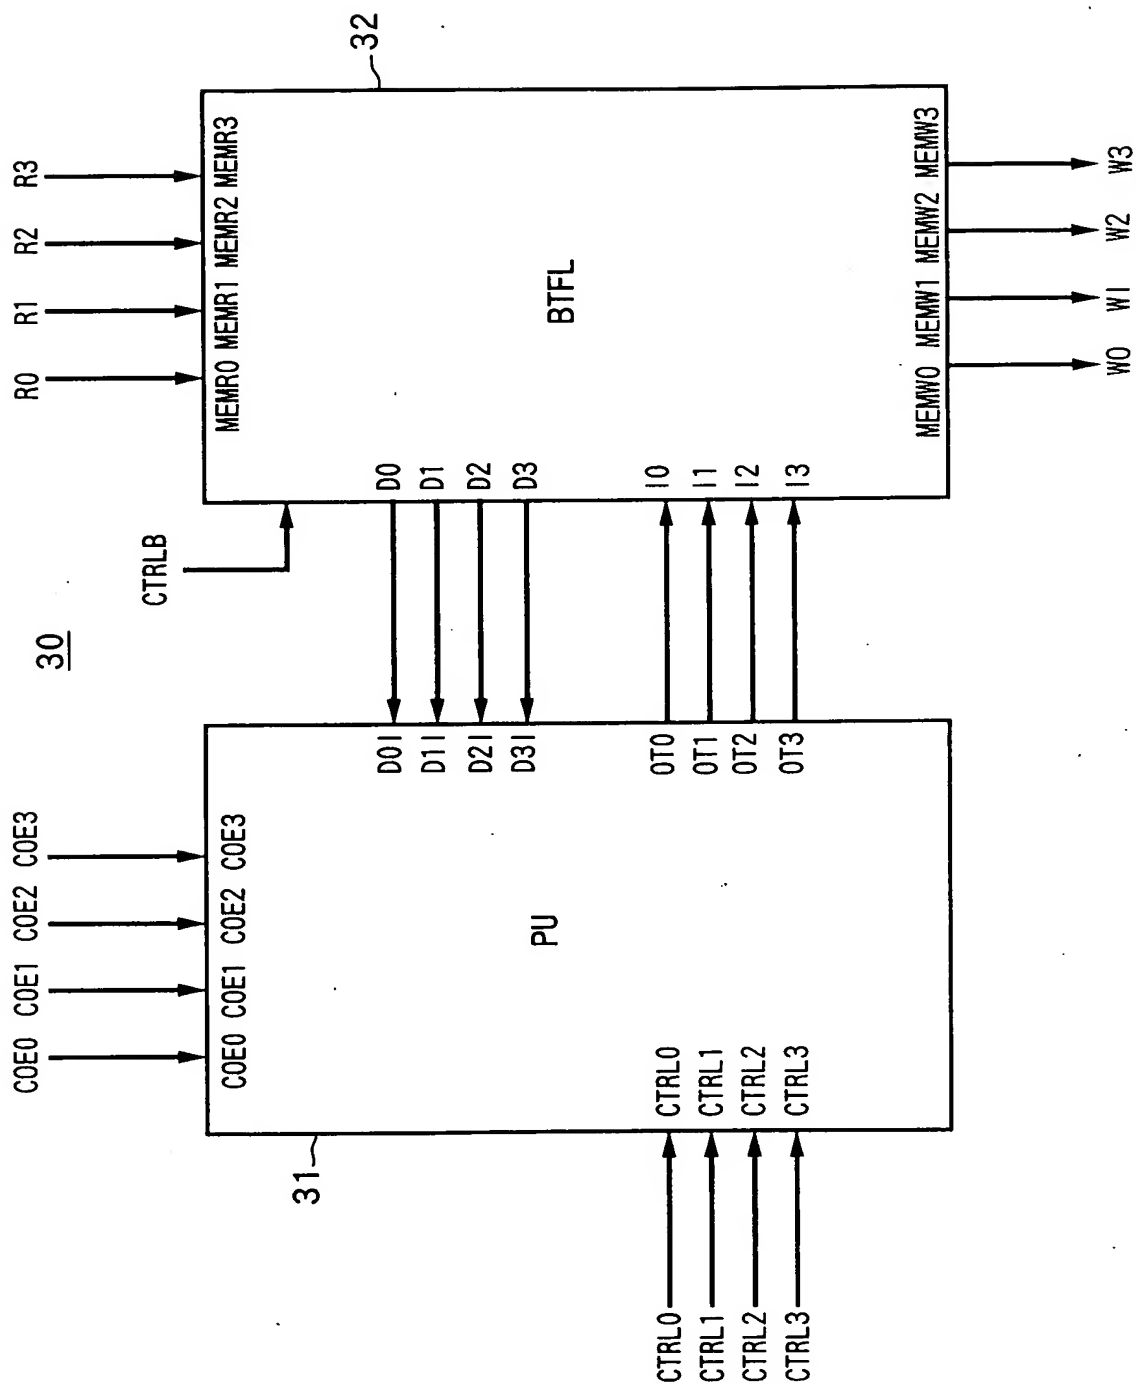 30
COE0 COE1 COE2 COE3
R0 R1 R2 R3
31
COE0 COE1 COE2 COE3
PU
D0I
D1I
D2I
D3I
OT0
OT1
OT2
OT3
CTRL0 CTRL0
CTRL1 CTRL1
CTRL2 CTRL2
CTRL3 CTRL3
CTRLB
32
MEMR0 MEMR1 MEMR2 MEMR3
BTFL
D0
D1
D2
D3
I0
I1
I2
I3
MEMW0 MEMW1 MEMW2 MEMW3
W0 W1 W2 W3